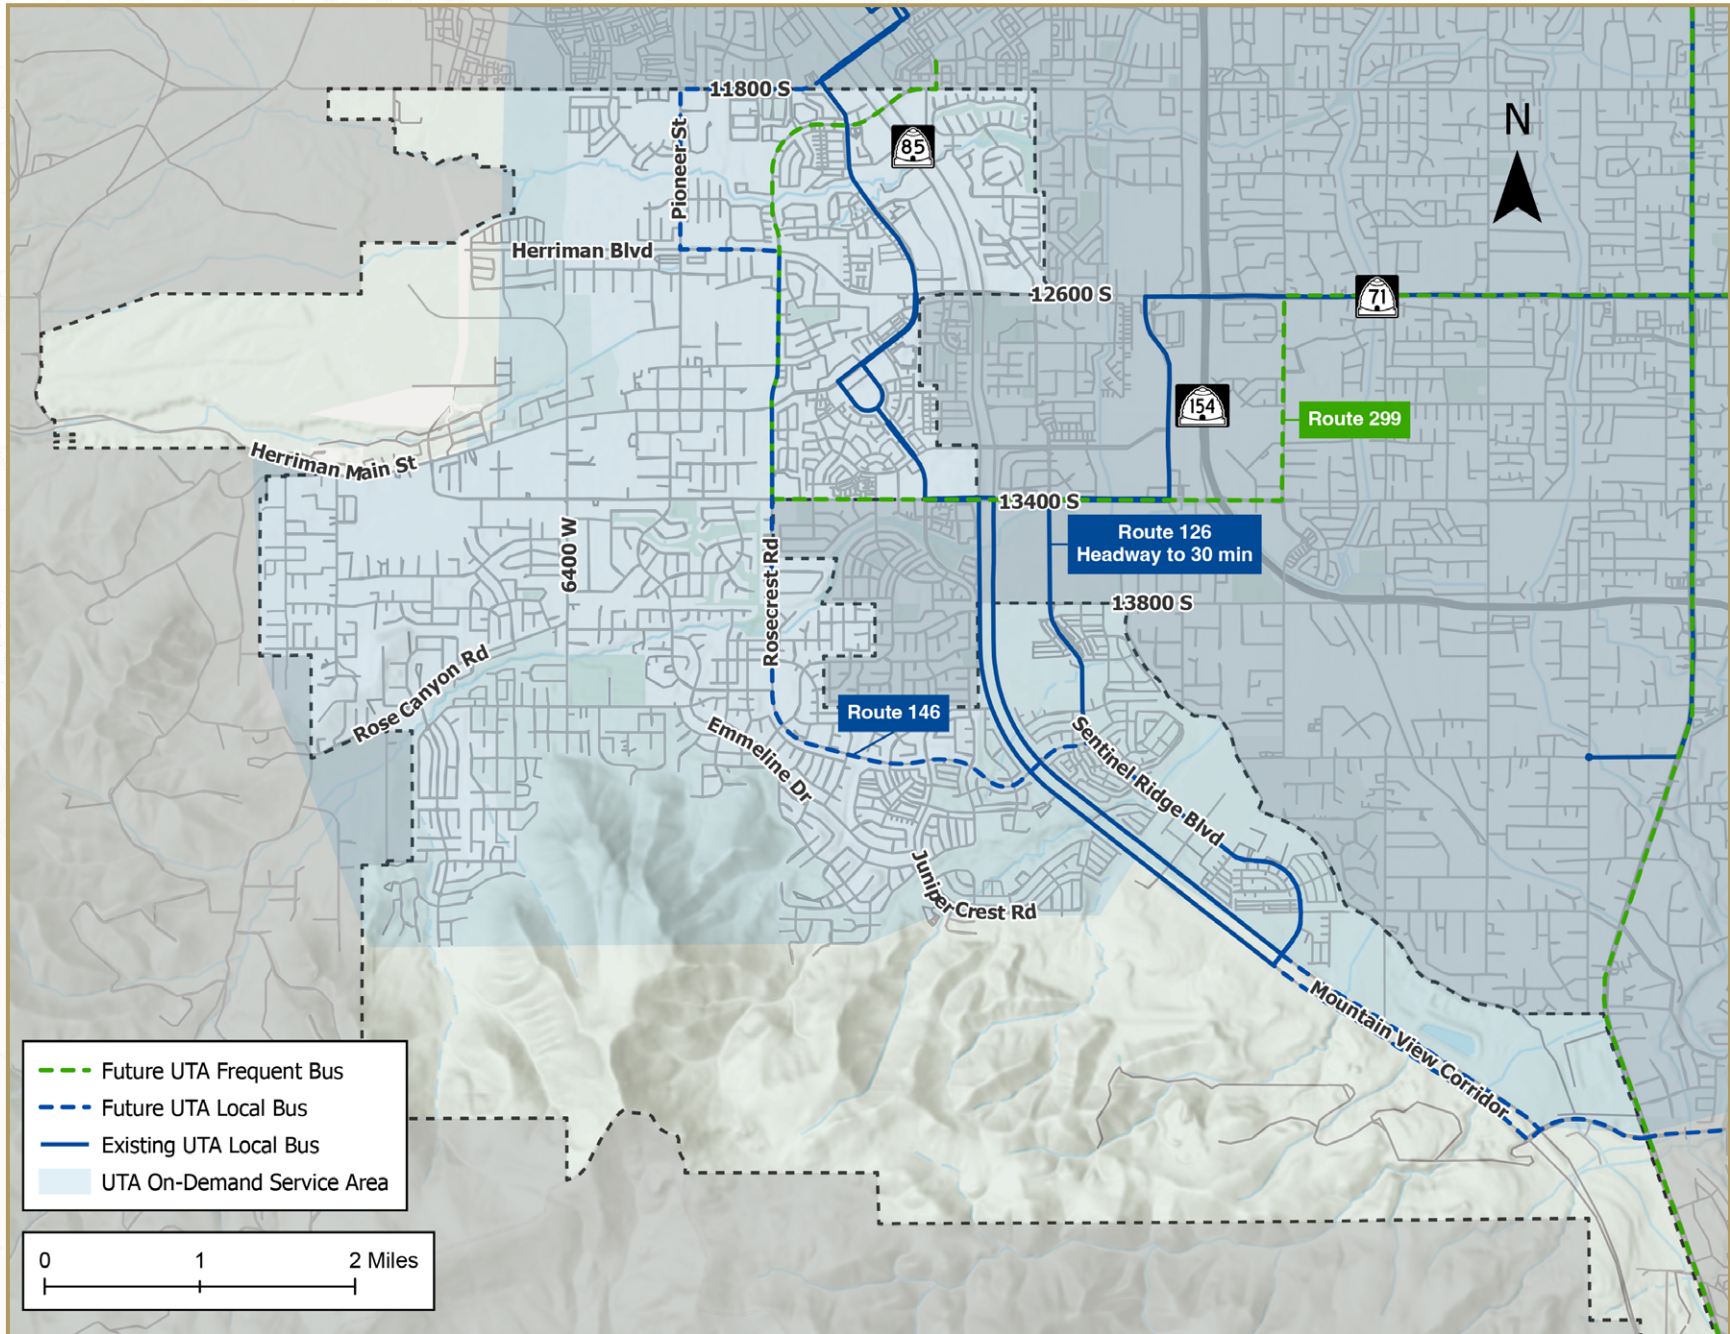 11800 S
N
85
Pioneer St
Herriman Blvd
12600 S
71
154
Route 299
Herriman Main St
13400 S
Route 126
Headway to 30 min
6400 W
Rosecrest Rd
13800 S
Rose Canyon Rd
Route 146
Emmeline Dr
Sentinel Ridge Blvd
Juniper Crest Rd
Mountain View Corridor
Future UTA Frequent Bus
Future UTA Local Bus
Existing UTA Local Bus
UTA On-Demand Service Area
0 1 2 Miles